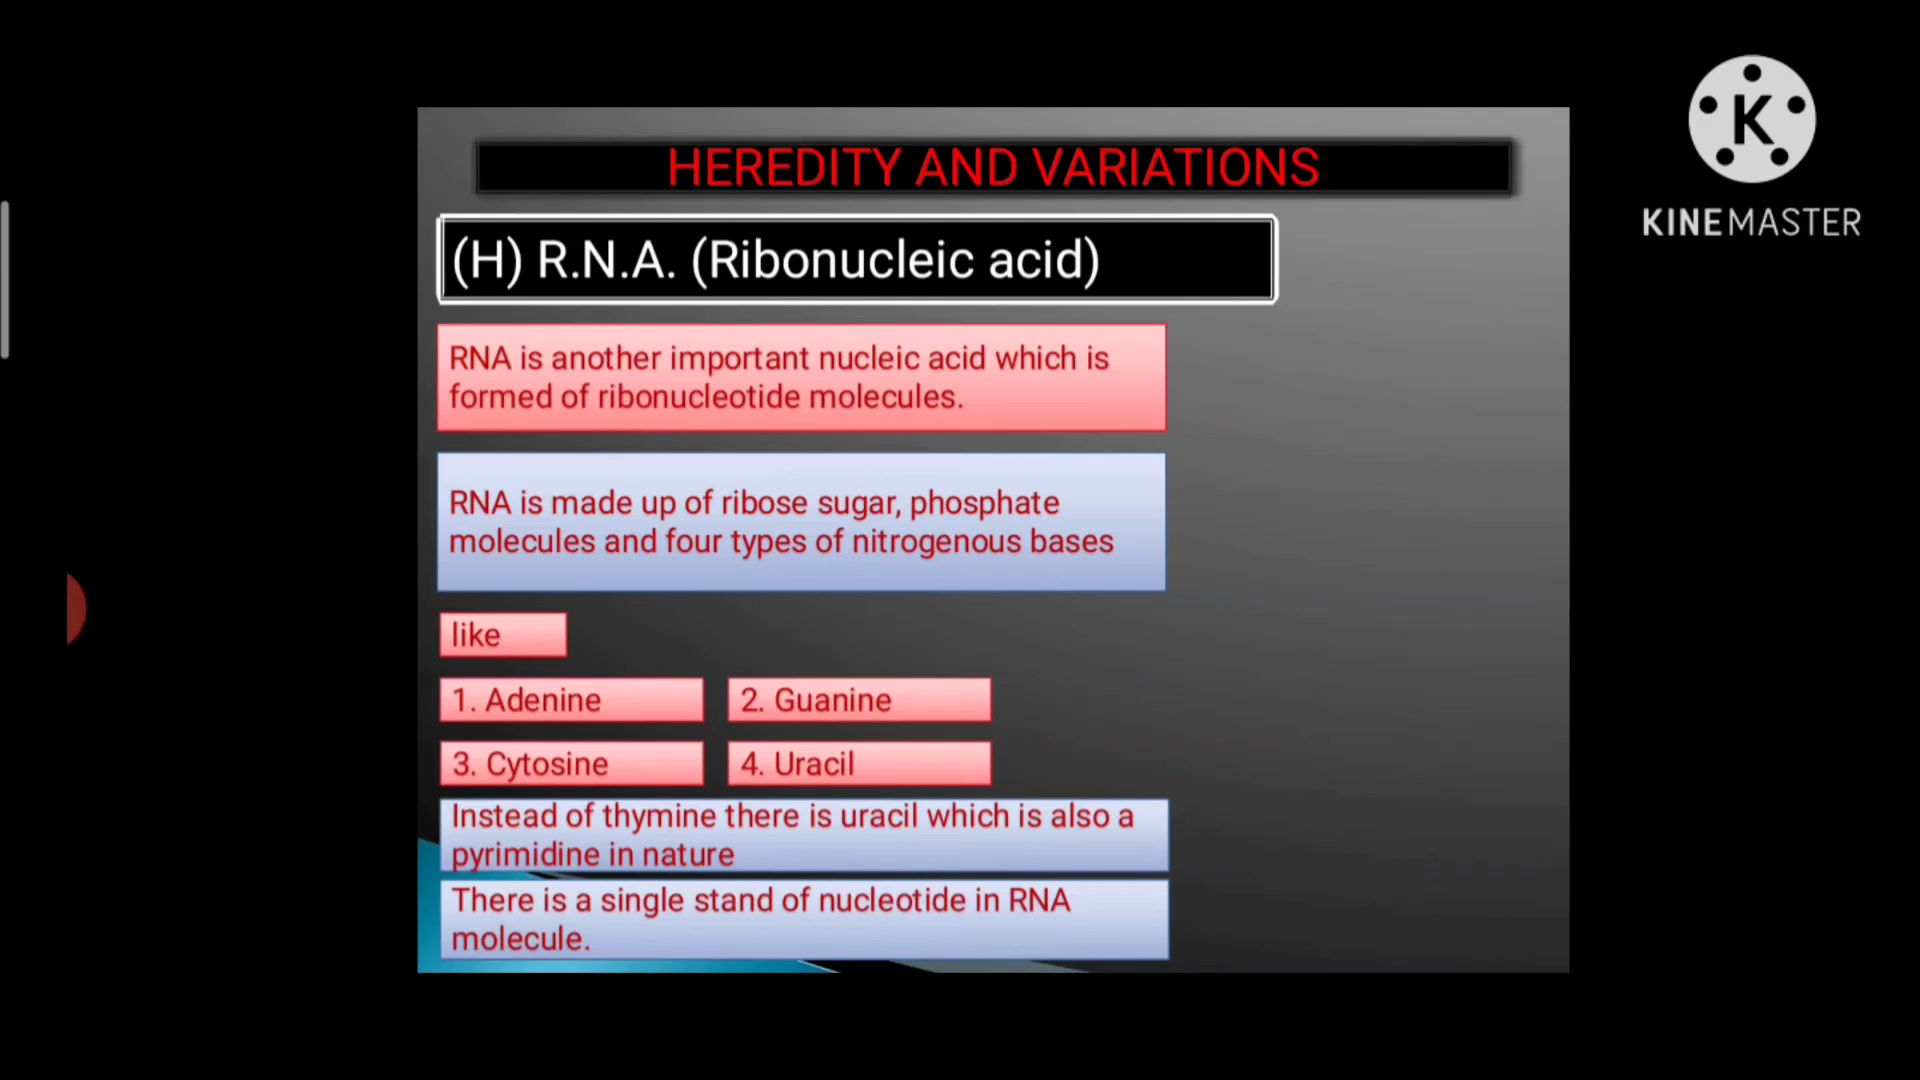 HEREDITY AND VARIATIONS
K
KINEMASTER
(H) R.N.A. (Ribonucleic acid)
RNA is another important nucleic acid which is
formed of ribonucleotide molecules.
RNA is made up of ribose sugar, phosphate
molecules and four types of nitrogenous bases
like
1. Adenine
2. Guanine
3. Cytosine
4. Uracil
Instead of thymine there is uracil which is also a
pyrimidine in nature
There is a single stand of nucleotide in RNA
molecule.